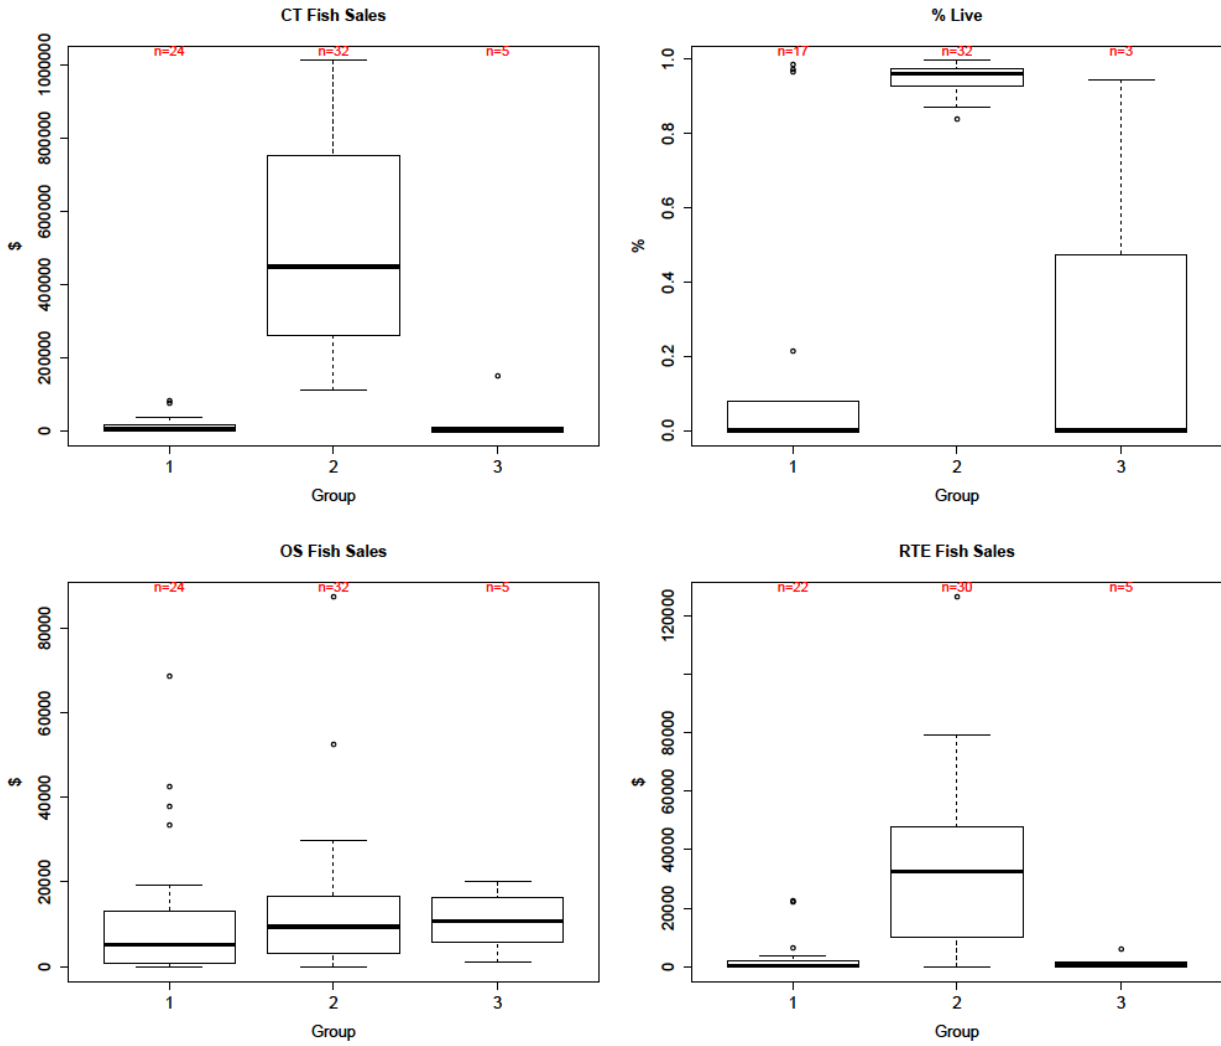 CT Fish Sales
n=24 n=32 n=5
1000000
800000
600000
400000
200000
0
$
1 2 3
Group
% Live
n=17 n=32 n=3
1.0
0.8
0.6
0.4
0.2
0.0
%
1 2 3
Group
OS Fish Sales
n=24 n=32 n=5
80000
60000
40000
20000
0
$
1 2 3
Group
RTE Fish Sales
n=22 n=30 n=5
120000
80000
60000
40000
20000
0
$
1 2 3
Group